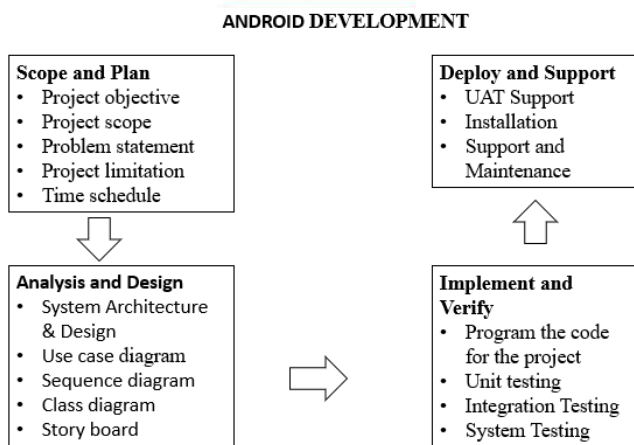 ANDROID DEVELOPMENT
Scope and Plan
• Project objective
• Project scope
• Problem statement
• Project limitation
• Time schedule
Analysis and Design
• System Architecture
& Design
• Use case diagram
• Sequence diagram
• Class diagram
• Story board
Implement and
Verify
• Program the code
for the project
• Unit testing
• Integration Testing
• System Testing
Deploy and Support
• UAT Support
• Installation
• Support and
Maintenance